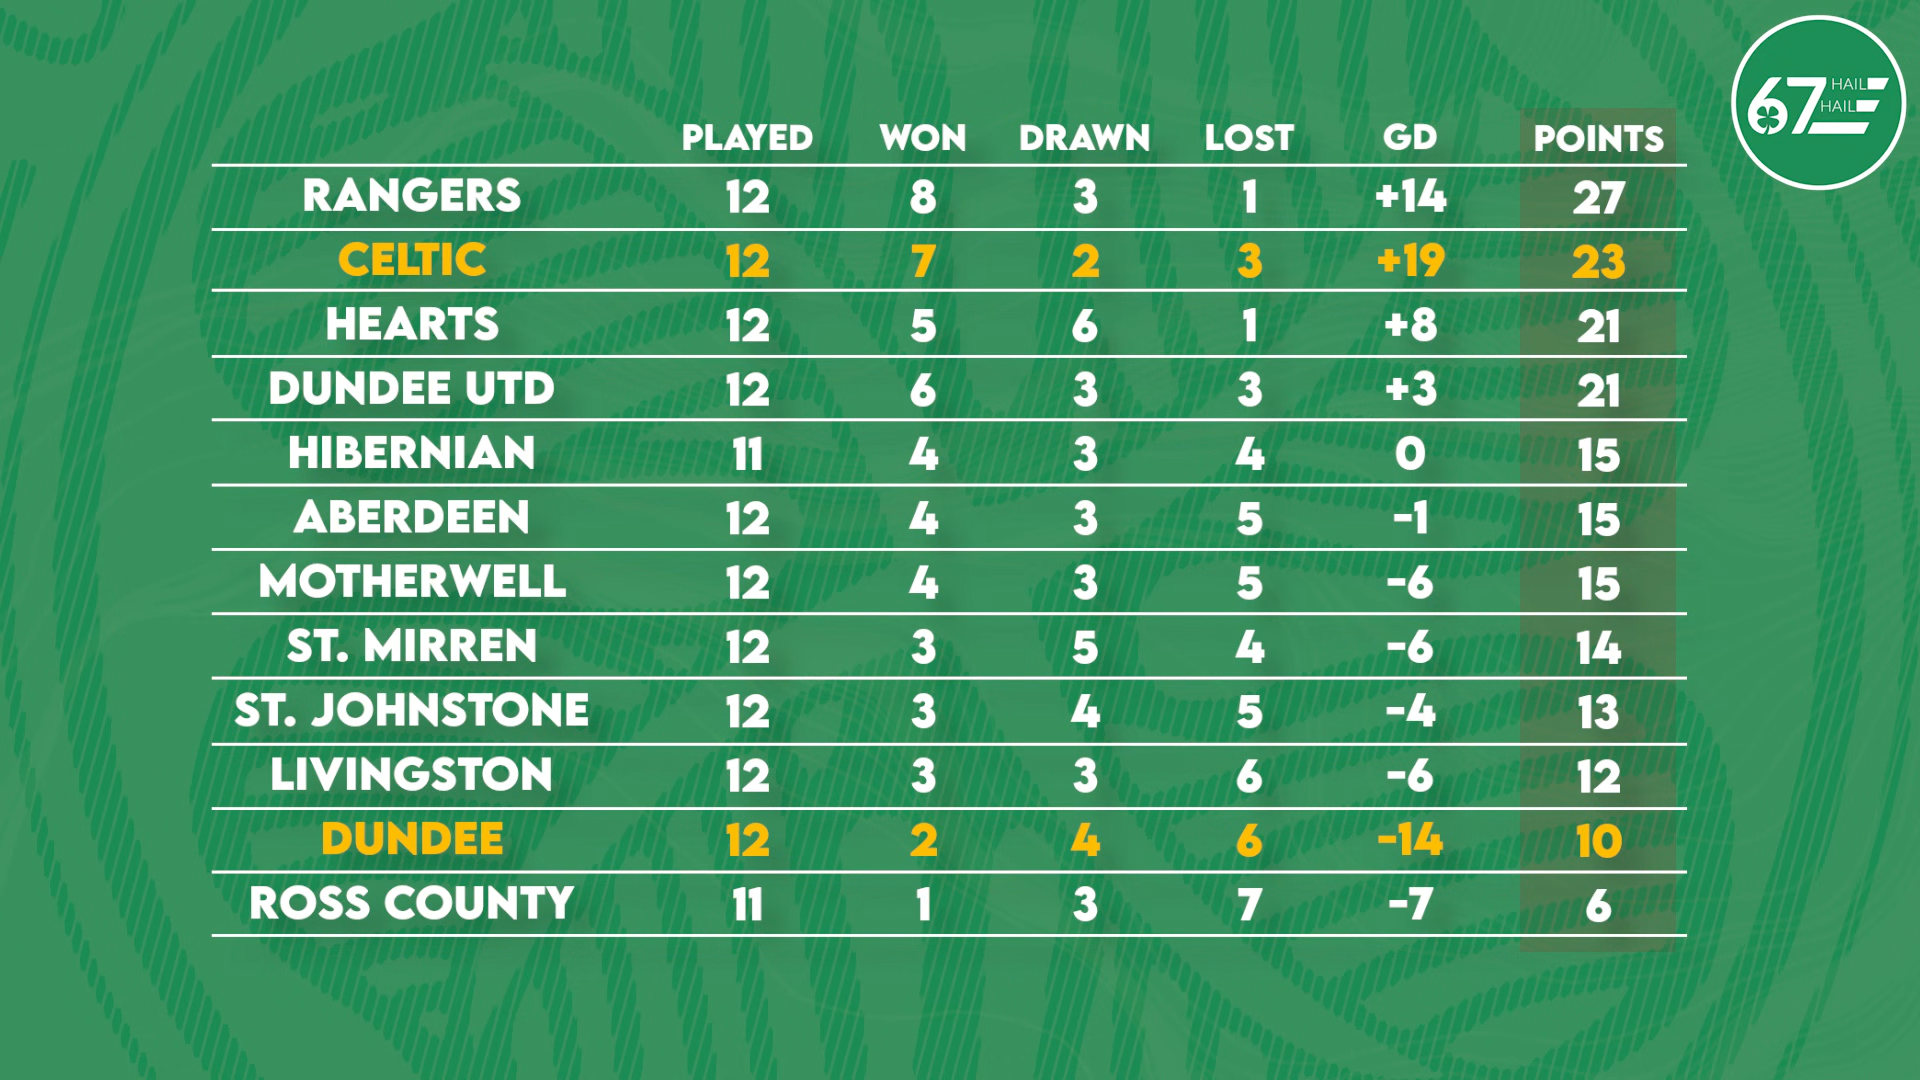 67 HAIL HAIL
PLAYED WON DRAWN LOST GD POINTS
RANGERS 12 8 3 1 +14 27
CELTIC 12 7 2 3 +19 23
HEARTS 12 5 6 1 +8 21
DUNDEE UTD 12 6 3 3 +3 21
HIBERNIAN 11 4 3 4 0 15
ABERDEEN 12 4 3 5 -1 15
MOTHERWELL 12 4 3 5 -6 15
ST. MIRREN 12 3 5 4 -6 14
ST. JOHNSTONE 12 3 4 5 -4 13
LIVINGSTON 12 3 3 6 -6 12
DUNDEE 12 2 4 6 -14 10
ROSS COUNTY 11 1 3 7 -7 6